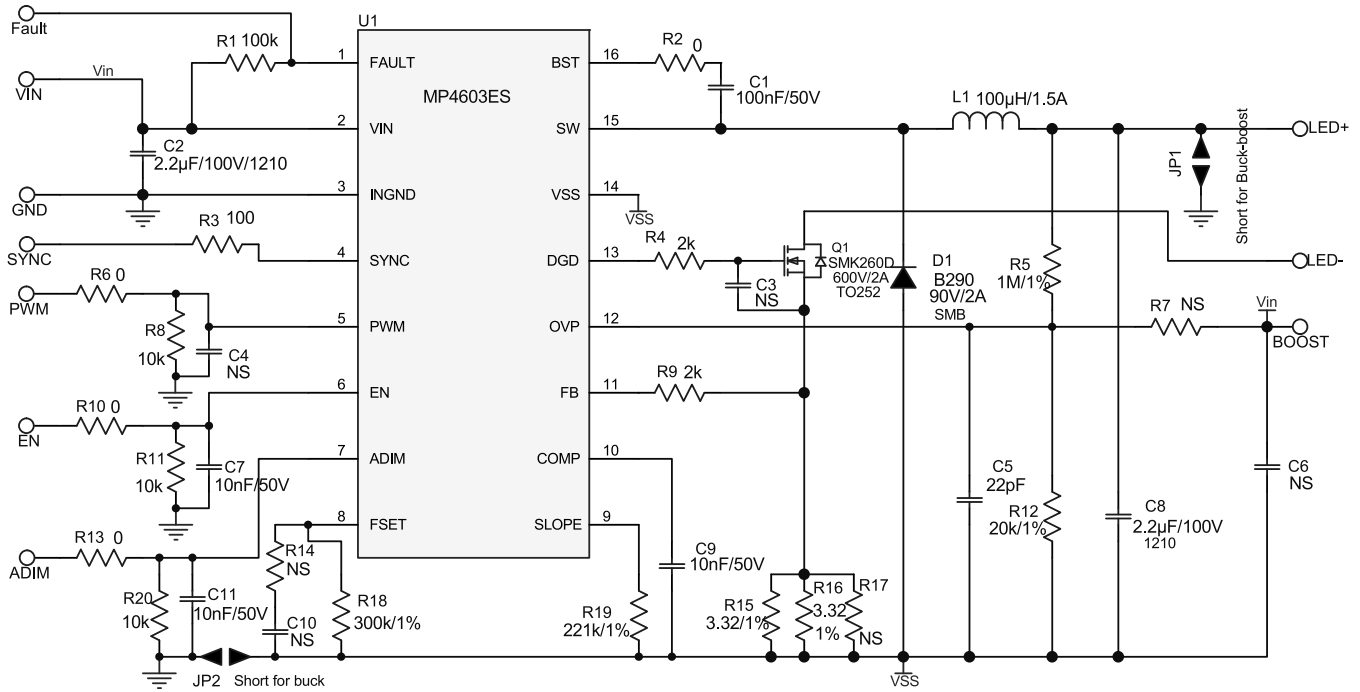 Fault
R1 100k
U1
1 FAULT
BST 16
R2 0
C1
100nF/50V
VIN
Vin
MP4603ES
2 VIN
SW 15
L1 100µH/1.5A
LED+
C2
2.2µF/100V/1210
JP1
Short for Buck-boost
GND
3 INGND
VSS 14
VSS
R3 100
SYNC
4 SYNC
DGD 13
R4 2k
Q1
SMK260D
600V/2A
TO252
C3
NS
D1
B290
90V/2A
SMB
R5
1M/1%
LED-
R6 0
PWM
R8
10k
C4
NS
5 PWM
OVP 12
R7 NS
Vin
BOOST
6 EN
FB 11
R9 2k
R10 0
EN
R11
10k
C7
10nF/50V
7 ADIM
COMP 10
C5
22pF
C6
NS
8 FSET
SLOPE 9
R12
20k/1%
C8
2.2µF/100V
1210
R13 0
ADIM
R14
NS
C9
10nF/50V
R20
10k
C11
10nF/50V
C10
NS
R18
300k/1%
R19
221k/1%
R15
3.32/1%
R16
3.32
1%
R17
NS
JP2 Short for buck
VSS